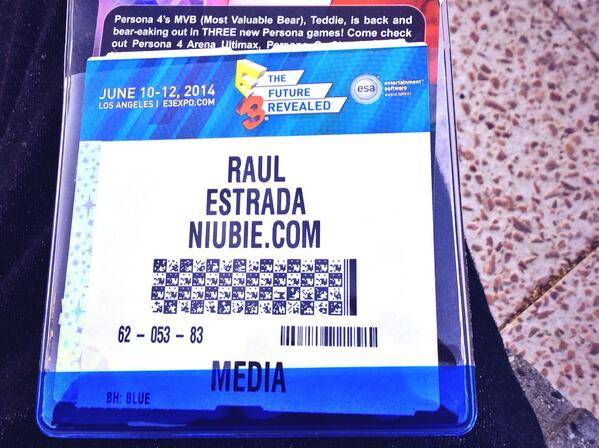 Persona 4's MVB (Most Valuable Bear), Teddie, is back and
bear-eaking out in THREE new Persona games! Come check
out Persona 4 Arena Ultimax, Persona
JUNE 10-12, 2014
LOS ANGELES | E3EXPO.COM
E3
THE
FUTURE
REVEALED
esa
entertainment
software
association
RAUL
ESTRADA
NIUBIE.COM
62 - 053 - 83
MEDIA
BH: BLUE